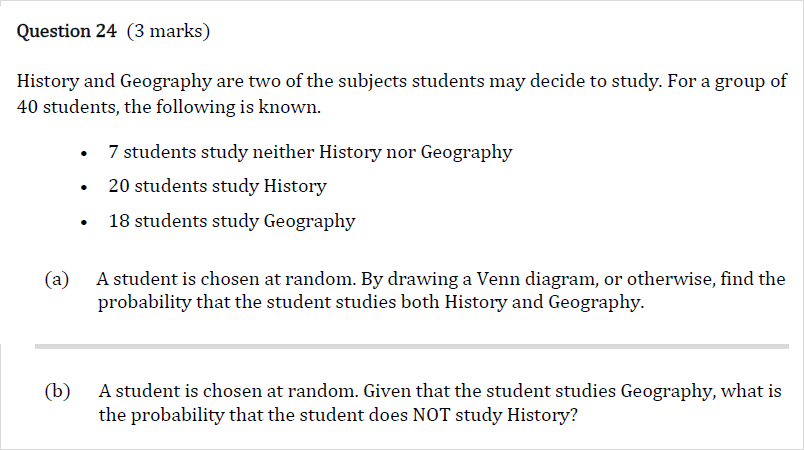 Question 24 (3 marks)
History and Geography are two of the subjects students may decide to study. For a group of
40 students, the following is known.
• 7 students study neither History nor Geography
• 20 students study History
• 18 students study Geography
(a) A student is chosen at random. By drawing a Venn diagram, or otherwise, find the
probability that the student studies both History and Geography.
(b) A student is chosen at random. Given that the student studies Geography, what is
the probability that the student does NOT study History?